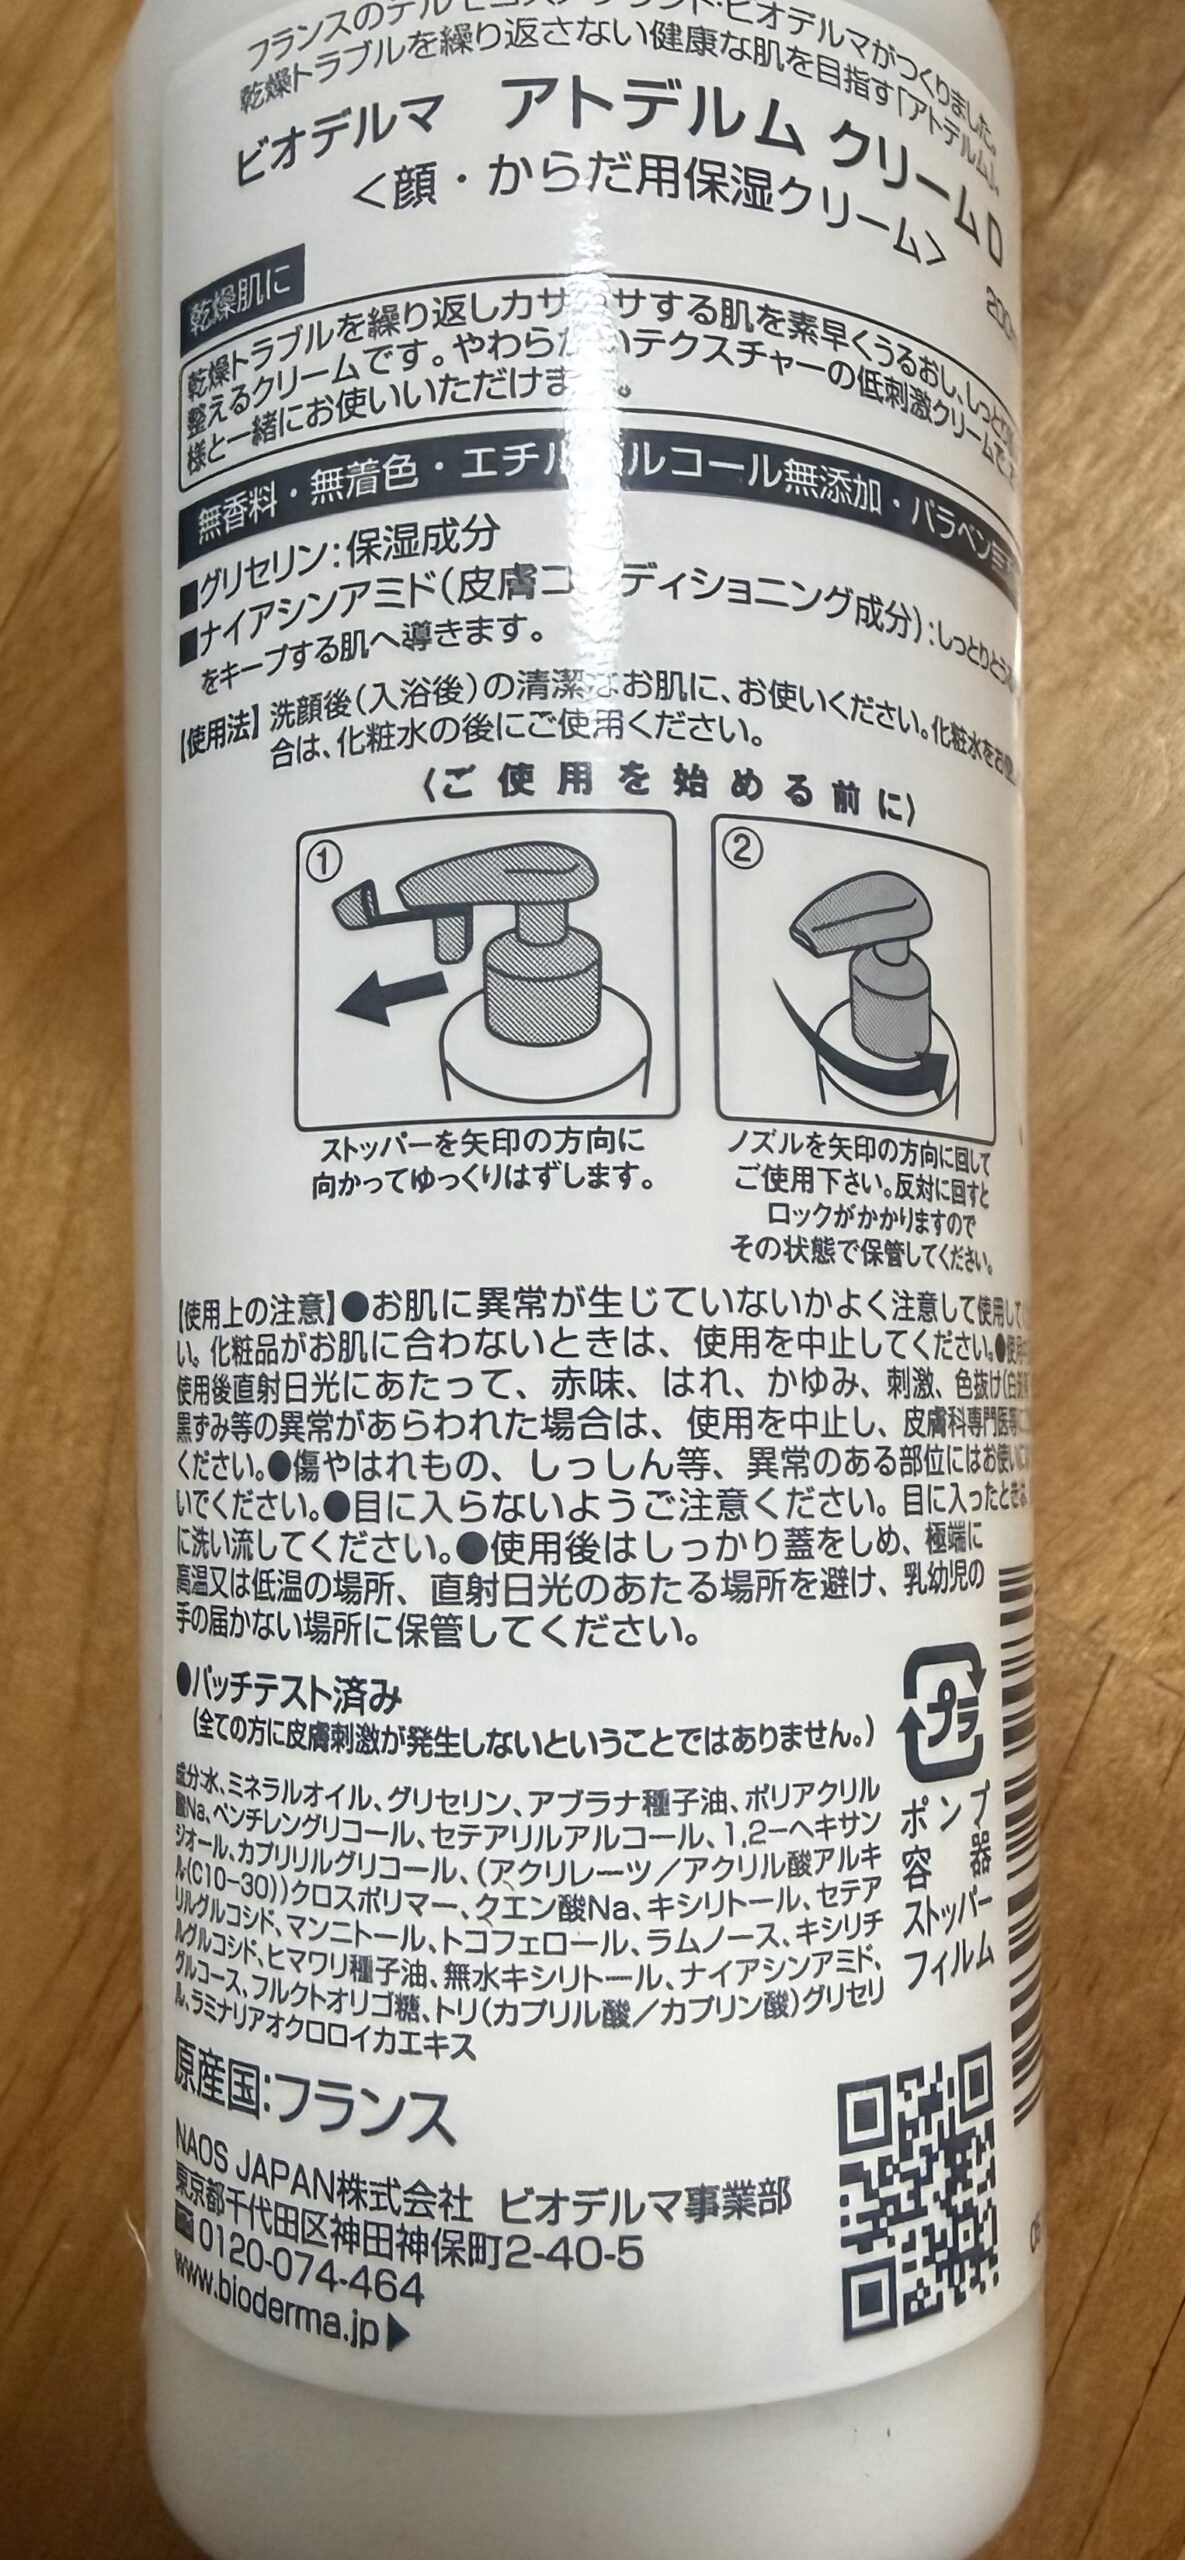 フランスのデルモコスメブランド・ビオデルマがつくりました。
乾燥トラブルを繰り返さない健康な肌を目指す「アトデルム」。
ビオデルマ アトデルム クリームD
<顔・からだ用保湿クリーム>
乾燥肌に
乾燥トラブルを繰り返しカサカサする肌を素早くうるおし、しっとり
整えるクリームです。やわらかいテクスチャーの低刺激クリームで、
様と一緒にお使いいただけます。
無香料・無着色・エチルアルコール無添加・パラベン
■グリセリン:保湿成分
■ナイアシンアミド(皮膚コンディショニング成分):しっとりとう
をキープする肌へ導きます。
【使用法】洗顔後(入浴後)の清潔なお肌に、お使いください。化粧水をお使
合は、化粧水の後にご使用ください。
〈ご使用を始める前に〉
①
②
ストッパーを矢印の方向に
向かってゆっくりはずします。
ノズルを矢印の方向に回して
ご使用下さい。反対に回すと
ロックがかかりますので
その状態で保管してください。
【使用上の注意】●お肌に異常が生じていないかよく注意して使用して
い。化粧品がお肌に合わないときは、使用を中止してください。●使用
使用後直射日光にあたって、赤味、はれ、かゆみ、刺激、色抜け(白斑
黒ずみ等の異常があらわれた場合は、使用を中止し、皮膚科専門医等に
ください。●傷やはれもの、しっしん等、異常のある部位にはお使いに
いでください。●目に入らないようご注意ください。目に入ったときは、
に洗い流してください。●使用後はしっかり蓋をしめ、極端に
高温又は低温の場所、直射日光のあたる場所を避け、乳幼児の
手の届かない場所に保管してください。
●パッチテスト済み
(全ての方に皮膚刺激が発生しないということではありません。)
成分:水、ミネラルオイル、グリセリン、アブラナ種子油、ポリアクリル
酸Na、ペンチレングリコール、セテアリルアルコール、1,2-ヘキサン
ジオール、カプリリルグリコール、(アクリレーツ/アクリル酸アルキ
ル(C10-30))クロスポリマー、クエン酸Na、キシリトール、セテア
リルグルコシド、マンニトール、トコフェロール、ラムノース、キシリチ
ルグルコシド、ヒマワリ種子油、無水キシリトール、ナイアシンアミド、
グルコース、フルクトオリゴ糖、トリ(カプリル酸/カプリン酸)グリセリ
ル、ラミナリアオクロロイカエキス
プラ
ポンプ
容器
ストッパー
フィルム
原産国:フランス
NAOS JAPAN株式会社 ビオデルマ事業部
東京都千代田区神田神保町2-40-5
0120-074-464
www.bioderma.jp▶